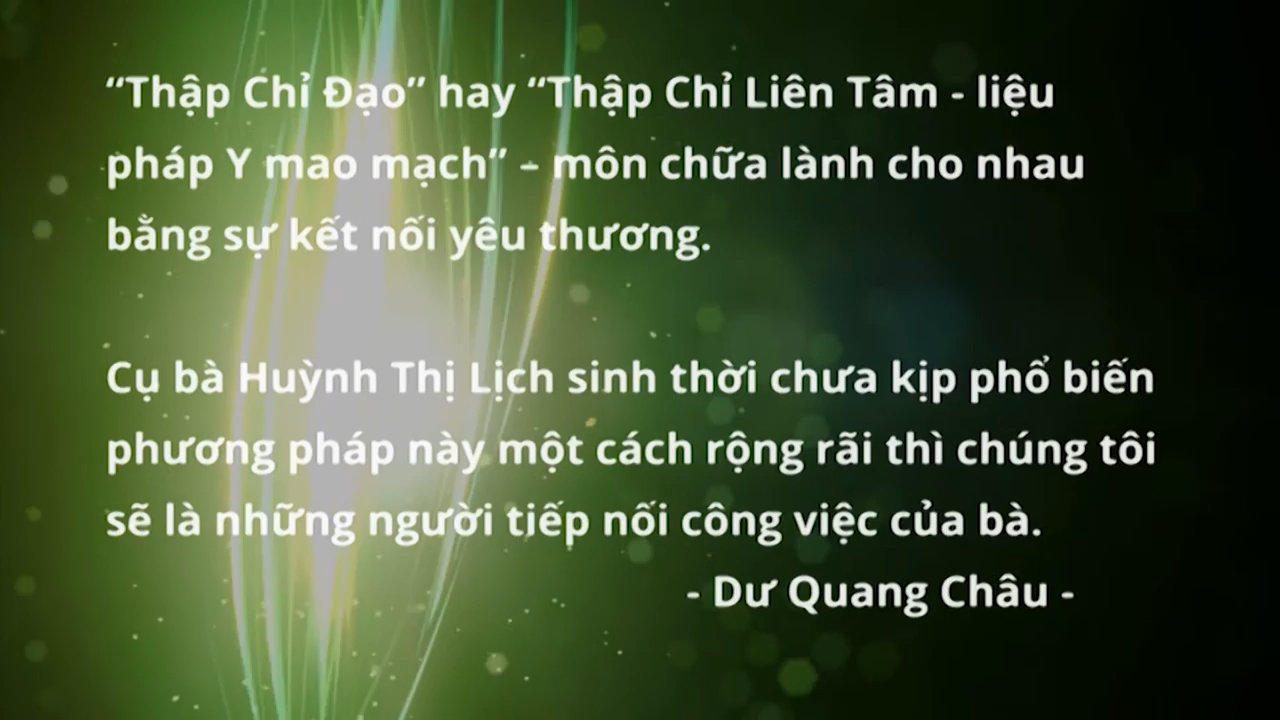 “Thập Chỉ Đạo” hay “Thập Chỉ Liên Tâm - liệu
pháp Y mao mạch” – môn chữa lành cho nhau
bằng sự kết nối yêu thương.
Cụ bà Huỳnh Thị Lịch sinh thời chưa kịp phổ biến
phương pháp này một cách rộng rãi thì chúng tôi
sẽ là những người tiếp nối công việc của bà.
- Dư Quang Châu -